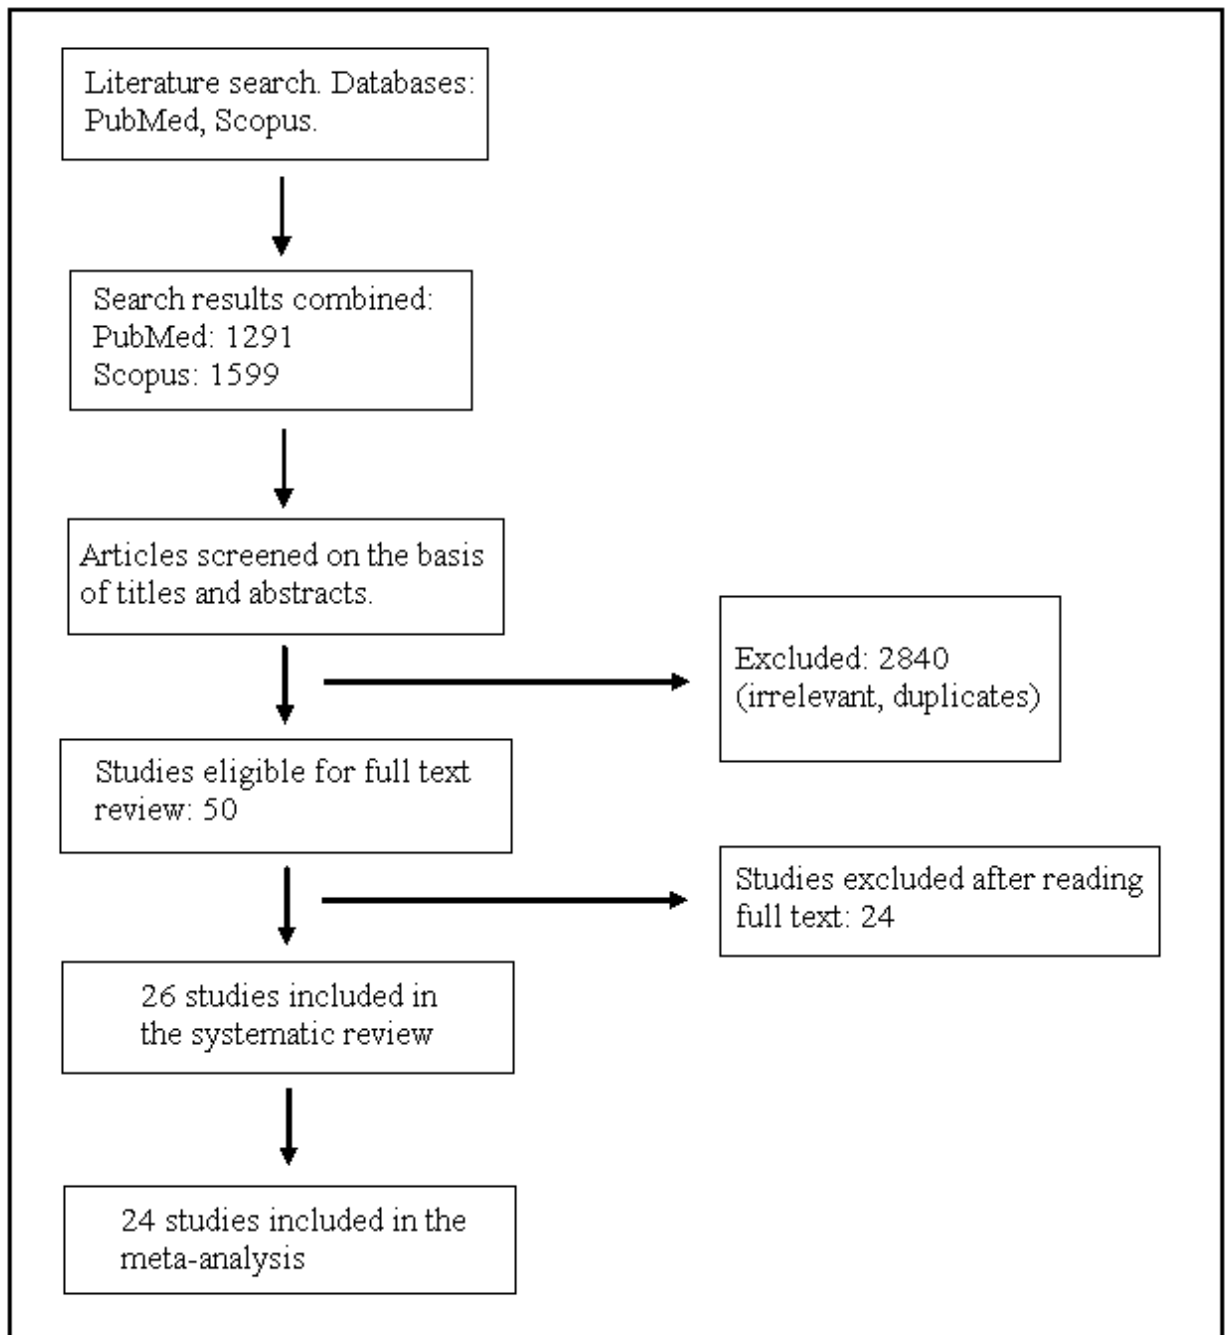 Literature search. Databases:
PubMed, Scopus.
Search results combined:
PubMed: 1291
Scopus: 1599
Articles screened on the basis
of titles and abstracts.
Excluded: 2840
(irrelevant, duplicates)
Studies eligible for full text
review: 50
Studies excluded after reading
full text: 24
26 studies included in
the systematic review
24 studies included in the
meta-analysis